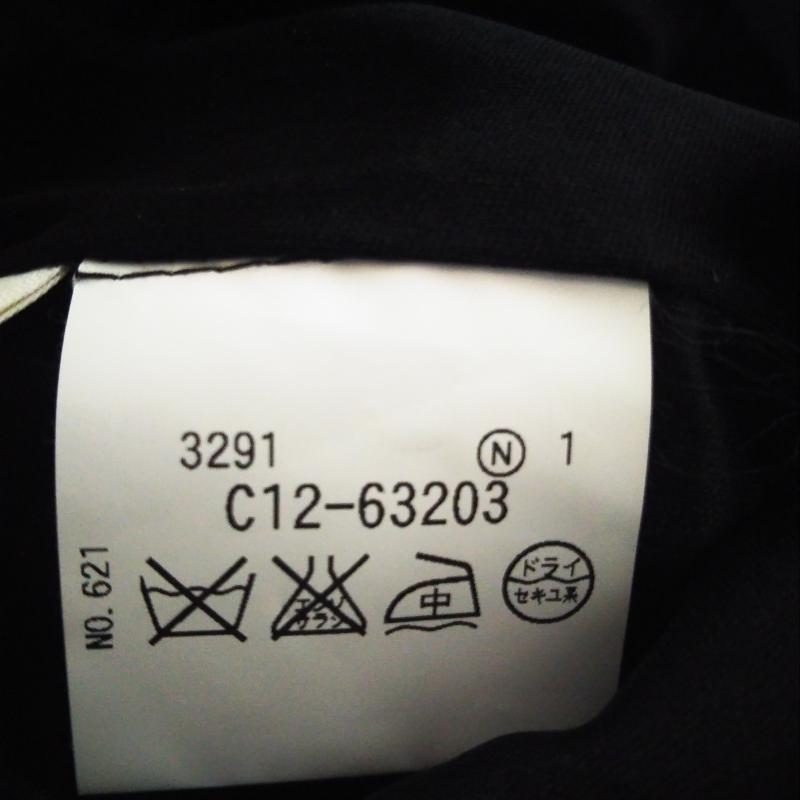 3291 Ⓝ 1
C12-63203
NO. 621
エンソ
サラシ
中
ドライ
セキユ系